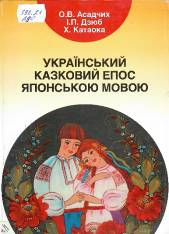 О.В. Асадчих
І.П. Дзюб
Х. Катаока
УКРАЇНСЬКИЙ
КАЗКОВИЙ ЕПОС
ЯПОНСЬКОЮ МОВОЮ